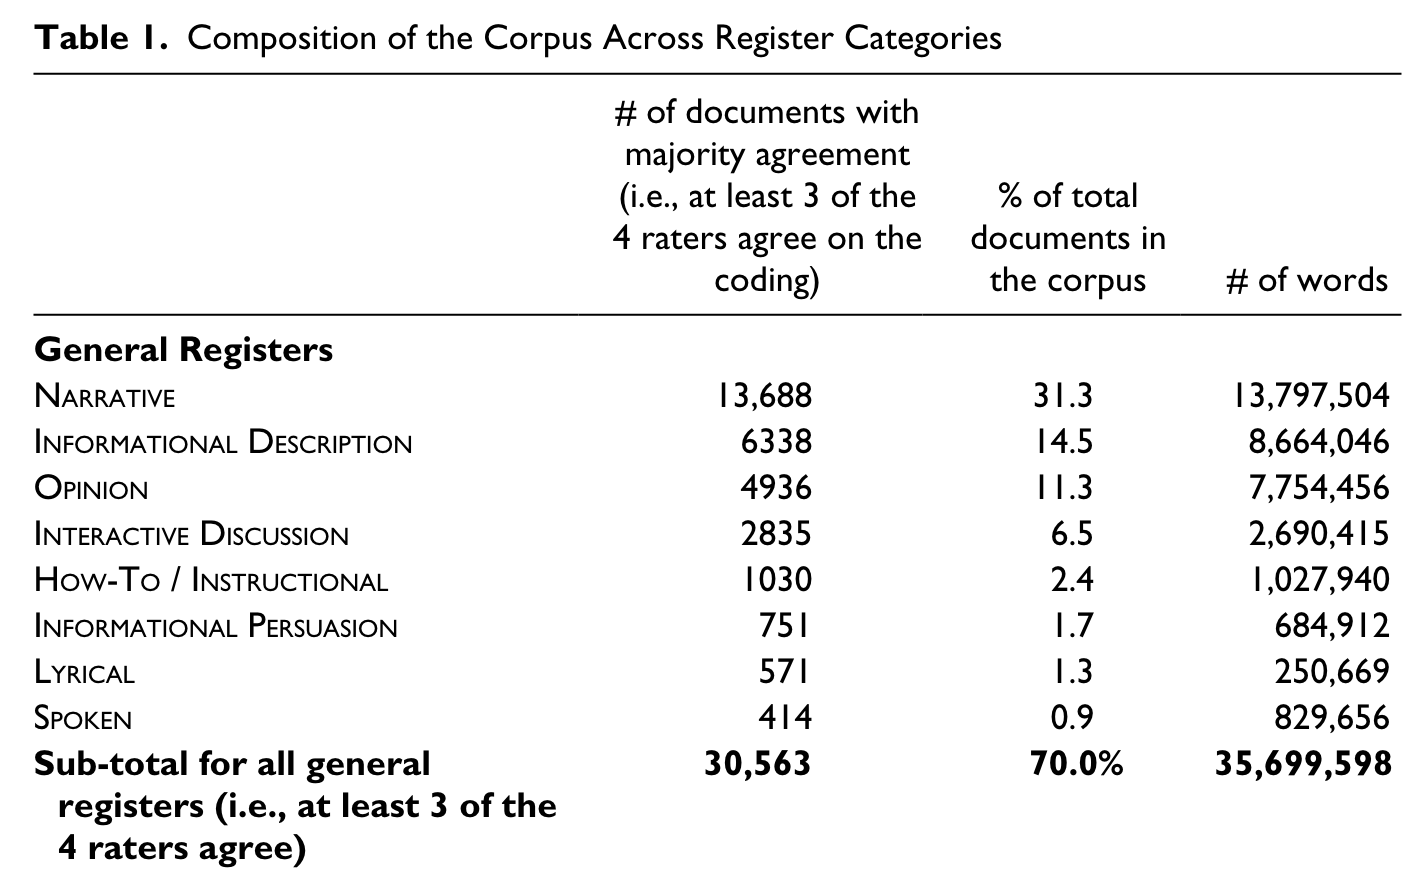 Table 1. Composition of the Corpus Across Register Categories
# of documents with majority agreement (i.e., at least 3 of the 4 raters agree on the coding) % of total documents in the corpus # of words
General Registers
Narrative 13,688 31.3 13,797,504
Informational Description 6338 14.5 8,664,046
Opinion 4936 11.3 7,754,456
Interactive Discussion 2835 6.5 2,690,415
How-To / Instructional 1030 2.4 1,027,940
Informational Persuasion 751 1.7 684,912
Lyrical 571 1.3 250,669
Spoken 414 0.9 829,656
Sub-total for all general 30,563 70.0% 35,699,598
registers (i.e., at least 3 of the
4 raters agree)